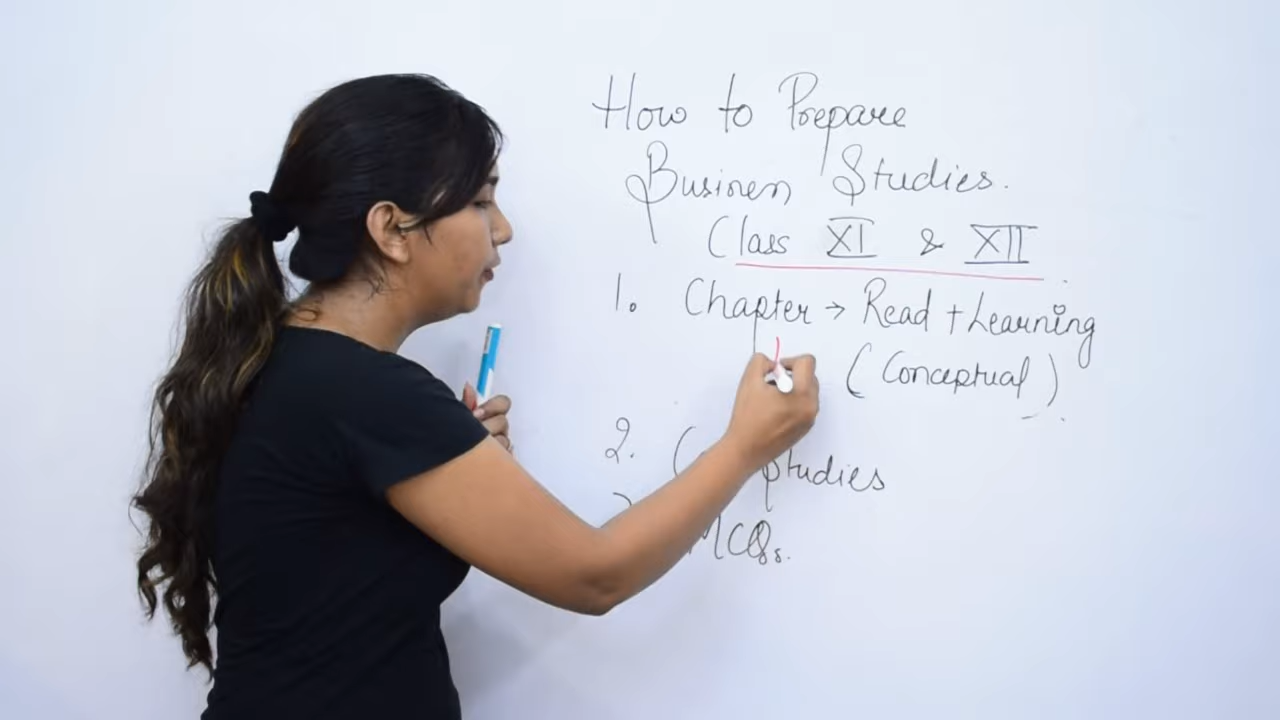 How to Prepare
Business Studies.
Class XI & XII
1. Chapter → Read + Learning
(Conceptual)
2. Studies
MCQs.